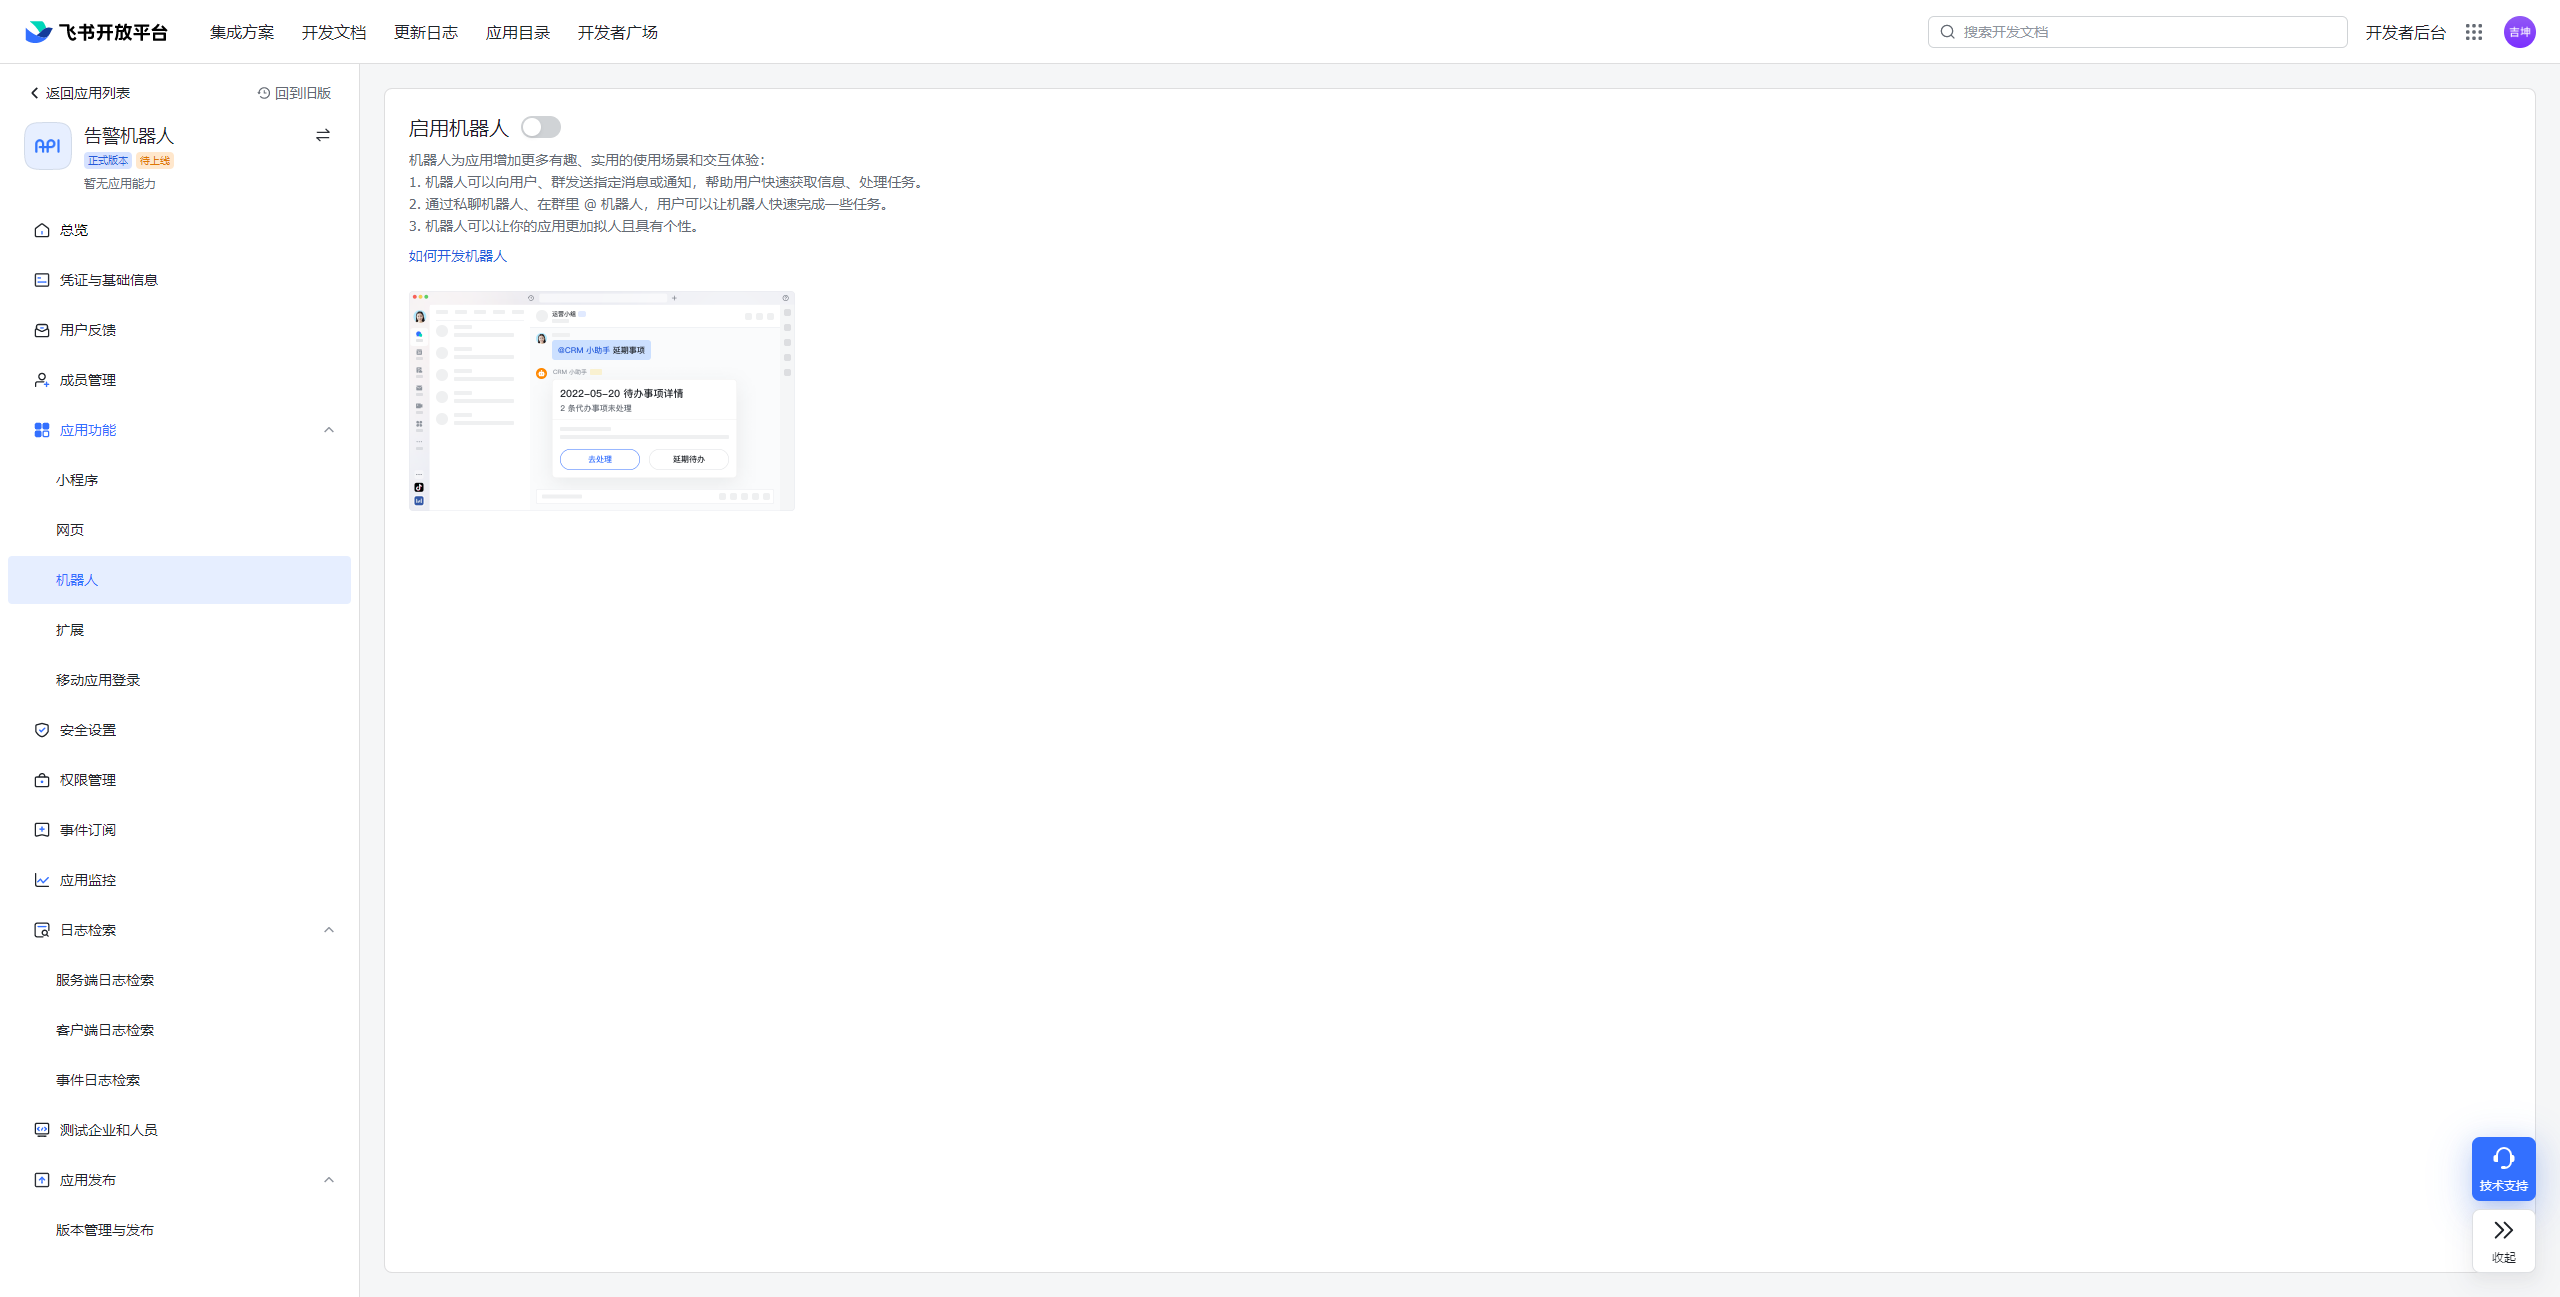 飞书开放平台
集成方案
开发文档
更新日志
应用目录
开发者广场
搜索开发文档
开发者后台
吉坤
返回应用列表
回到旧版
API
告警机器人
正式版本
待上线
暂无应用能力
总览
凭证与基础信息
用户反馈
成员管理
应用功能
小程序
网页
机器人
扩展
移动应用登录
安全设置
权限管理
事件订阅
应用监控
日志检索
服务端日志检索
客户端日志检索
事件日志检索
测试企业和人员
应用发布
版本管理与发布
启用机器人
机器人为应用增加更多有趣、实用的使用场景和交互体验：
1. 机器人可以向用户、群发送指定消息或通知，帮助用户快速获取信息、处理任务。
2. 通过私聊机器人、在群里 @ 机器人，用户可以让机器人快速完成一些任务。
3. 机器人可以让你的应用更加拟人且具有个性。
如何开发机器人
运营小组
@CRM 小助手 延期事项
CRM 小助手
2022-05-20 待办事项详情
2 条代办事项未处理
去处理
延期待办
技术支持
收起